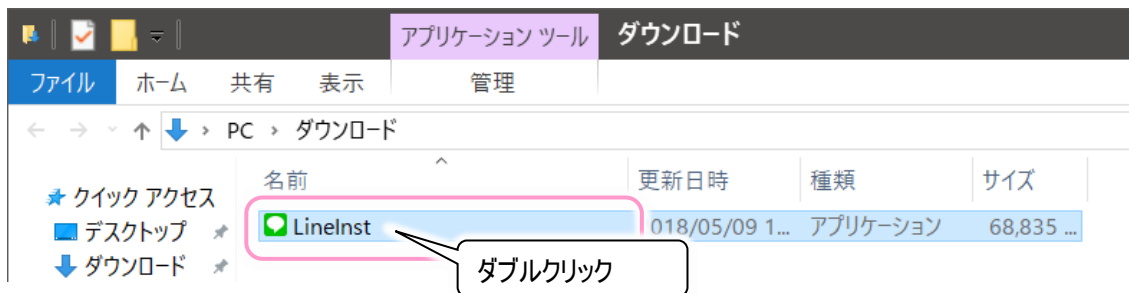 アプリケーション ツール ダウンロード
ファイル ホーム 共有 表示 管理
PC › ダウンロード
名前 更新日時 種類 サイズ
クイック アクセス
LineInst 018/05/09 1... アプリケーション 68,835 ...
デスクトップ
ダブルクリック
ダウンロード